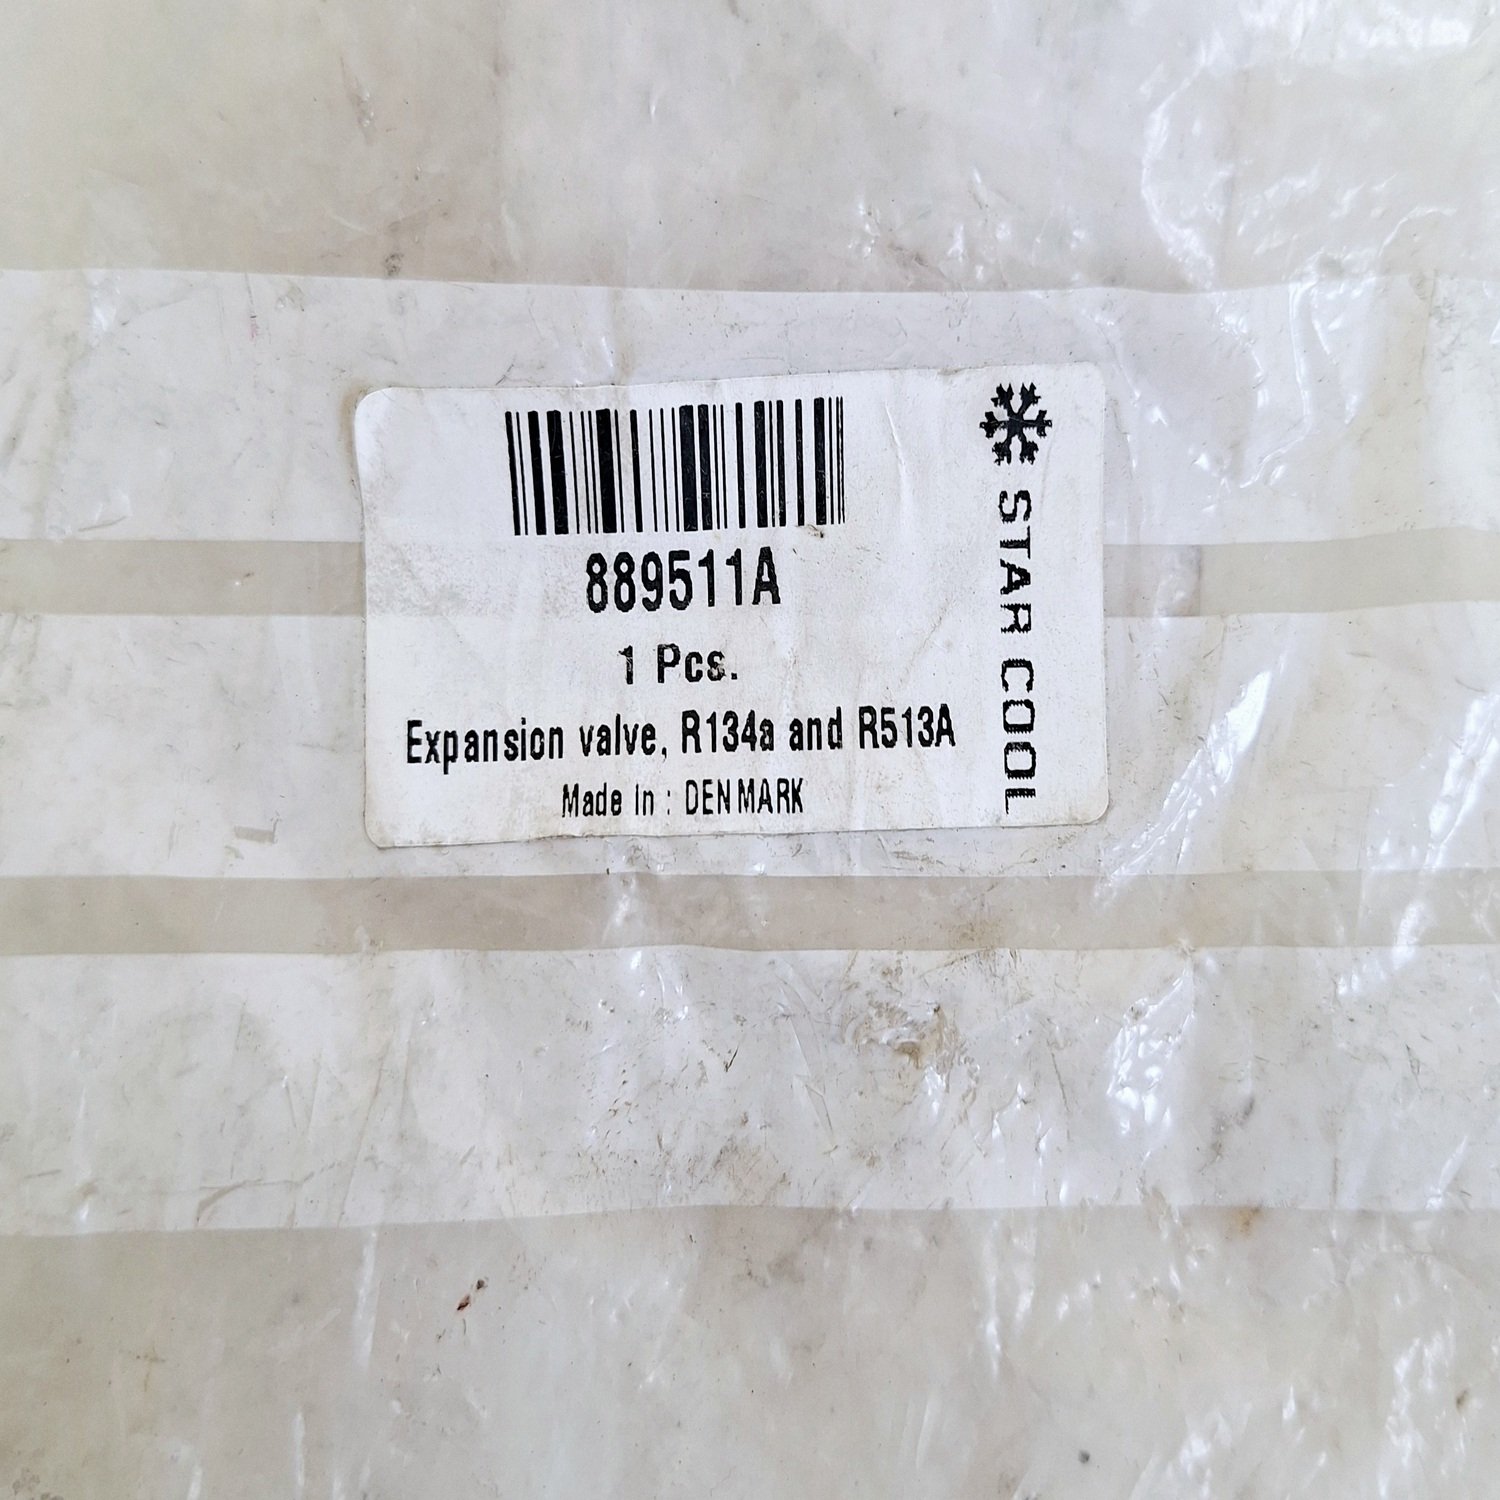 889511A
1 Pcs.
Expansion valve, R134a and R513A
Made In : DENMARK
STAR COOL